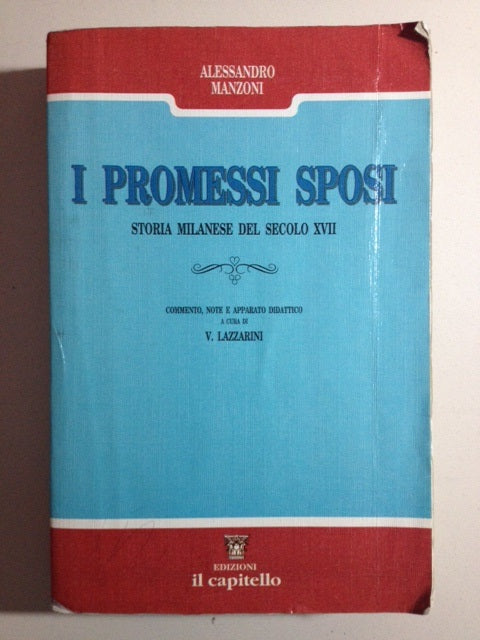 ALESSANDRO
MANZONI
I PROMESSI SPOSI
STORIA MILANESE DEL SECOLO XVII
COMMENTO, NOTE E APPARATO DIDATTICO
A CURA DI
V. LAZZARINI
EDIZIONI
il capitello